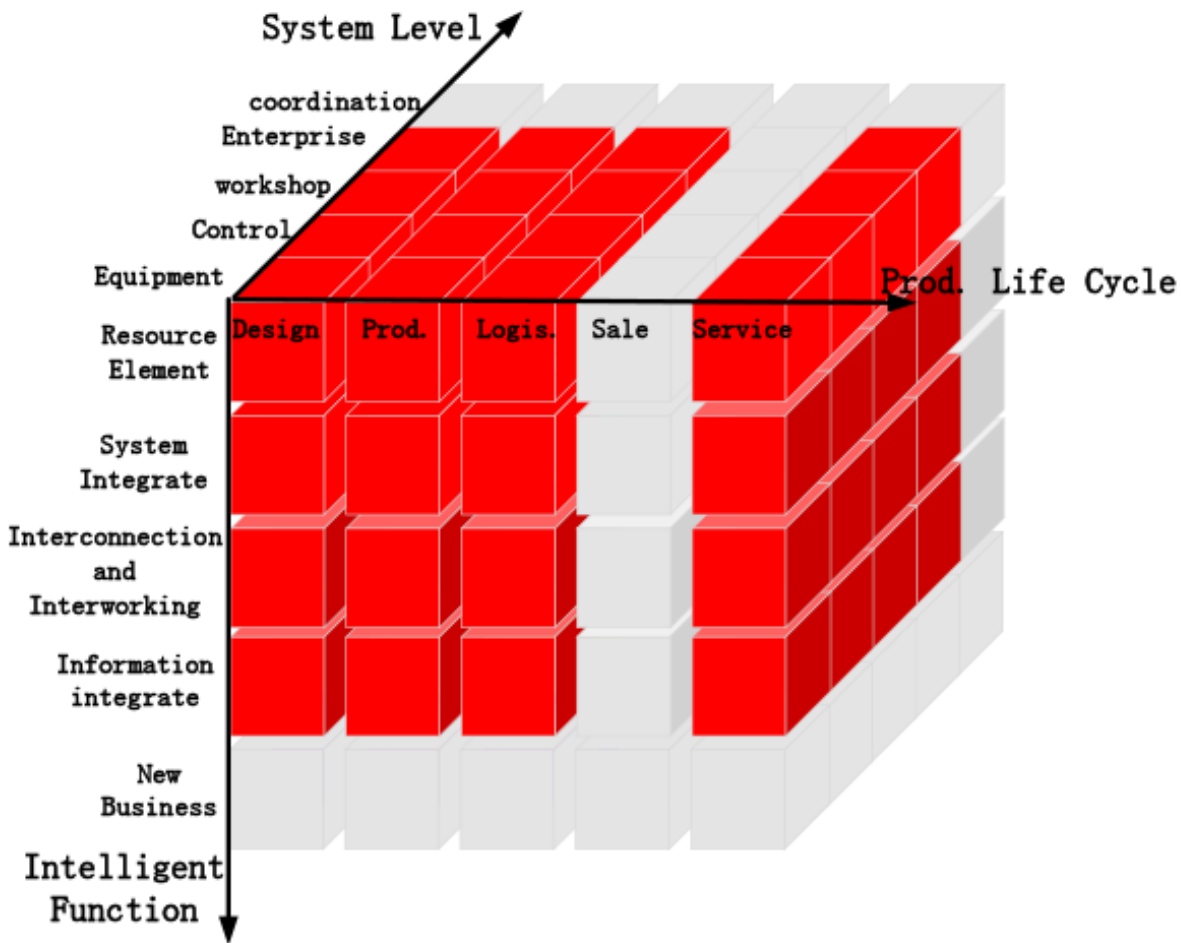 System Level
coordination
Enterprise
workshop
Control
Equipment
Prod. Life Cycle
Design Prod. Logis. Sale Service
Resource
Element
System
Integrate
Interconnection
and
Interworking
Information
integrate
New
Business
Intelligent
Function